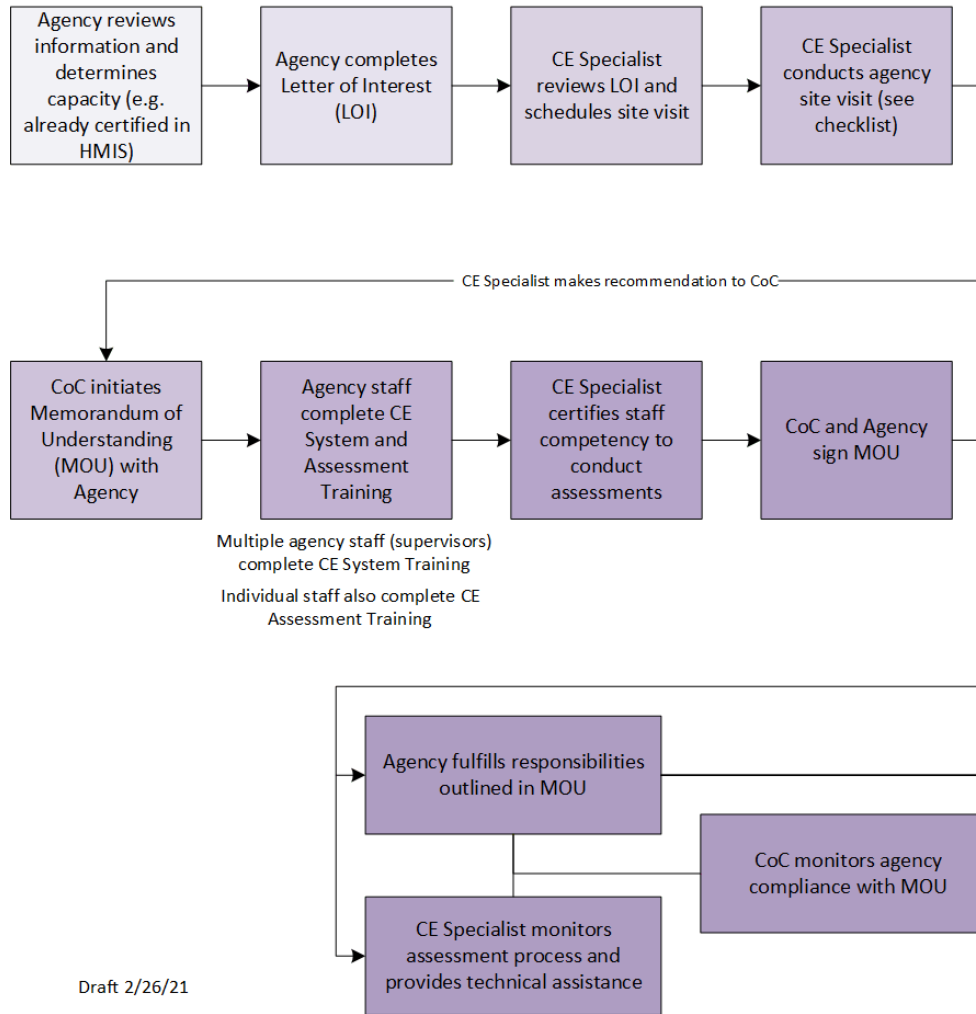 Agency reviews
information and
determines
capacity (e.g.
already certified in
HMIS)
Agency completes
Letter of Interest
(LOI)
CE Specialist
reviews LOI and
schedules site visit
CE Specialist
conducts agency
site visit (see
checklist)
CE Specialist makes recommendation to CoC
CoC initiates
Memorandum of
Understanding
(MOU) with
Agency
Agency staff
complete CE
System and
Assessment
Training
CE Specialist
certifies staff
competency to
conduct
assessments
CoC and Agency
sign MOU
Multiple agency staff (supervisors)
complete CE System Training
Individual staff also complete CE
Assessment Training
Agency fulfills responsibilities
outlined in MOU
CoC monitors agency
compliance with MOU
CE Specialist monitors
assessment process and
provides technical assistance
Draft 2/26/21